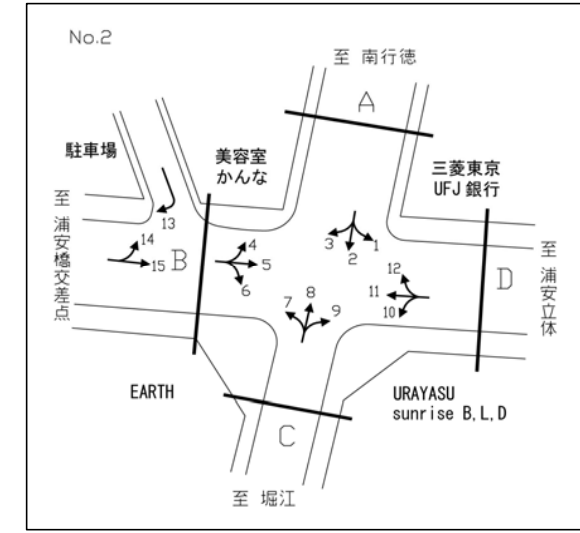 No.2
至 南行徳
A
駐車場
美容室
かんな
三菱東京
UFJ 銀行
至 浦安橋交差点
13
14
15
B
4
5
6
3
2
1
12
11
10
D
至 浦安立体
7
8
9
EARTH
URAYASU
sunrise B,L,D
C
至 堀江